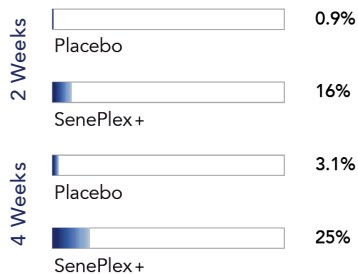 2 Weeks
0.9%
Placebo
16%
SenePlex+
4 Weeks
3.1%
Placebo
25%
SenePlex+